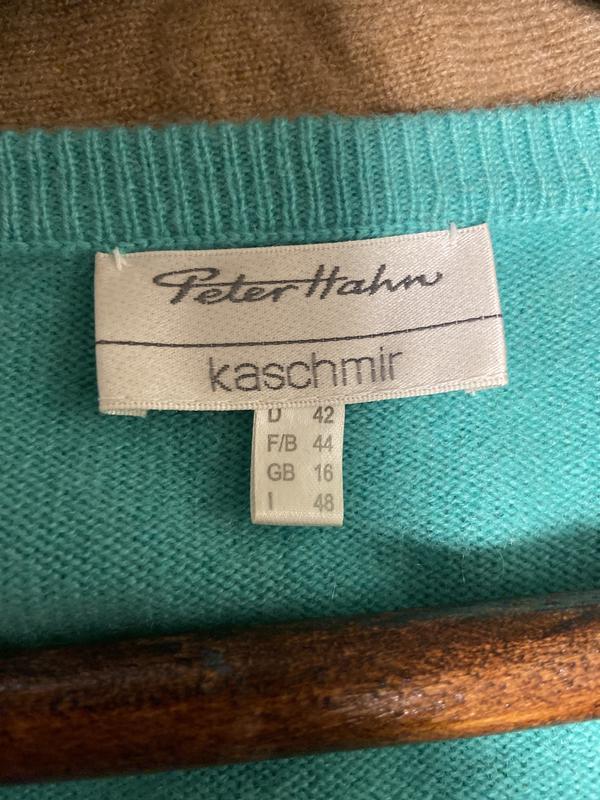 Peter Hahn
kaschmir
D 42
F/B 44
GB 16
I 48